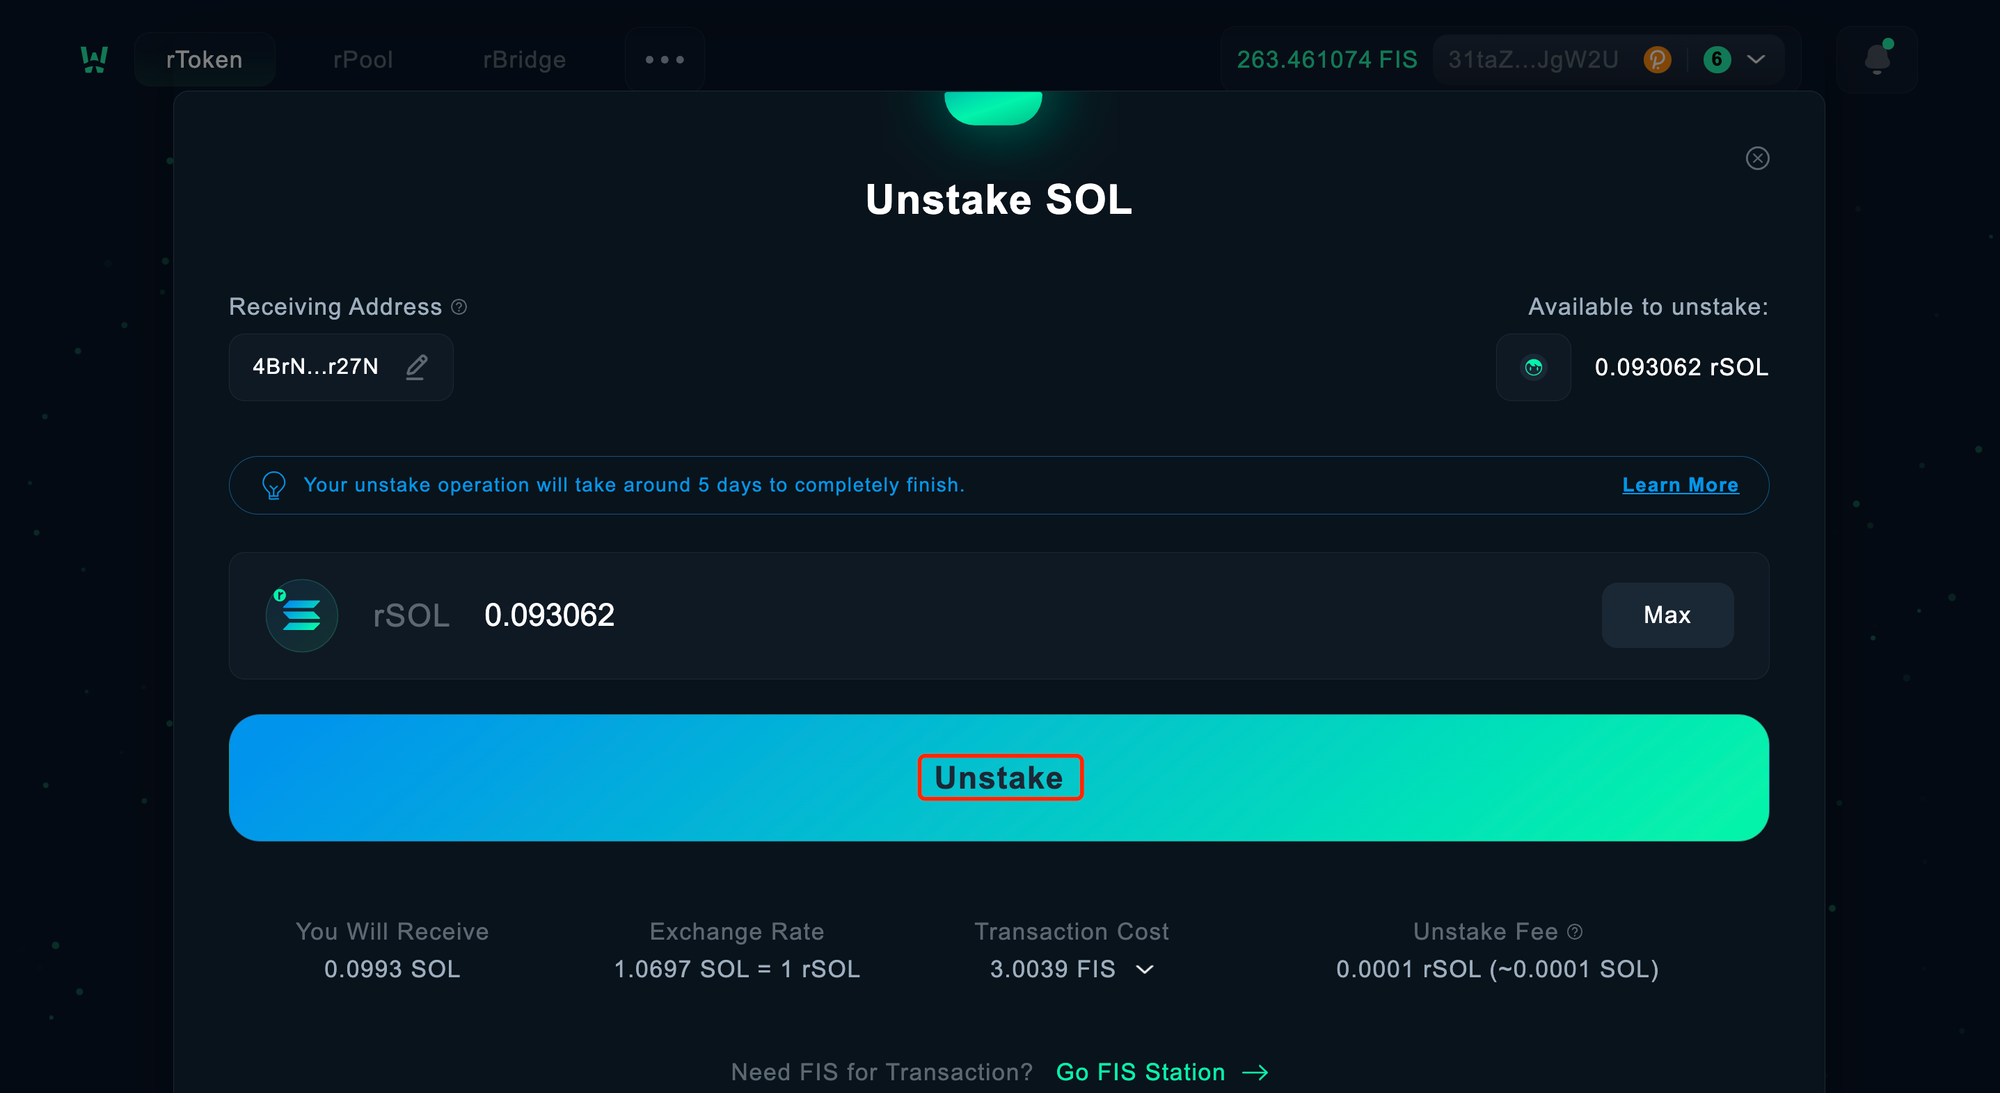 rToken rPool rBridge ••• 263.461074 FIS 31taZ...JgW2U 6
Unstake SOL
Receiving Address Available to unstake:
4BrN...r27N 0.093062 rSOL
Your unstake operation will take around 5 days to completely finish. Learn More
r
rSOL 0.093062 Max
Unstake
You Will Receive Exchange Rate Transaction Cost Unstake Fee
0.0993 SOL 1.0697 SOL = 1 rSOL 3.0039 FIS 0.0001 rSOL (~0.0001 SOL)
Need FIS for Transaction? Go FIS Station →